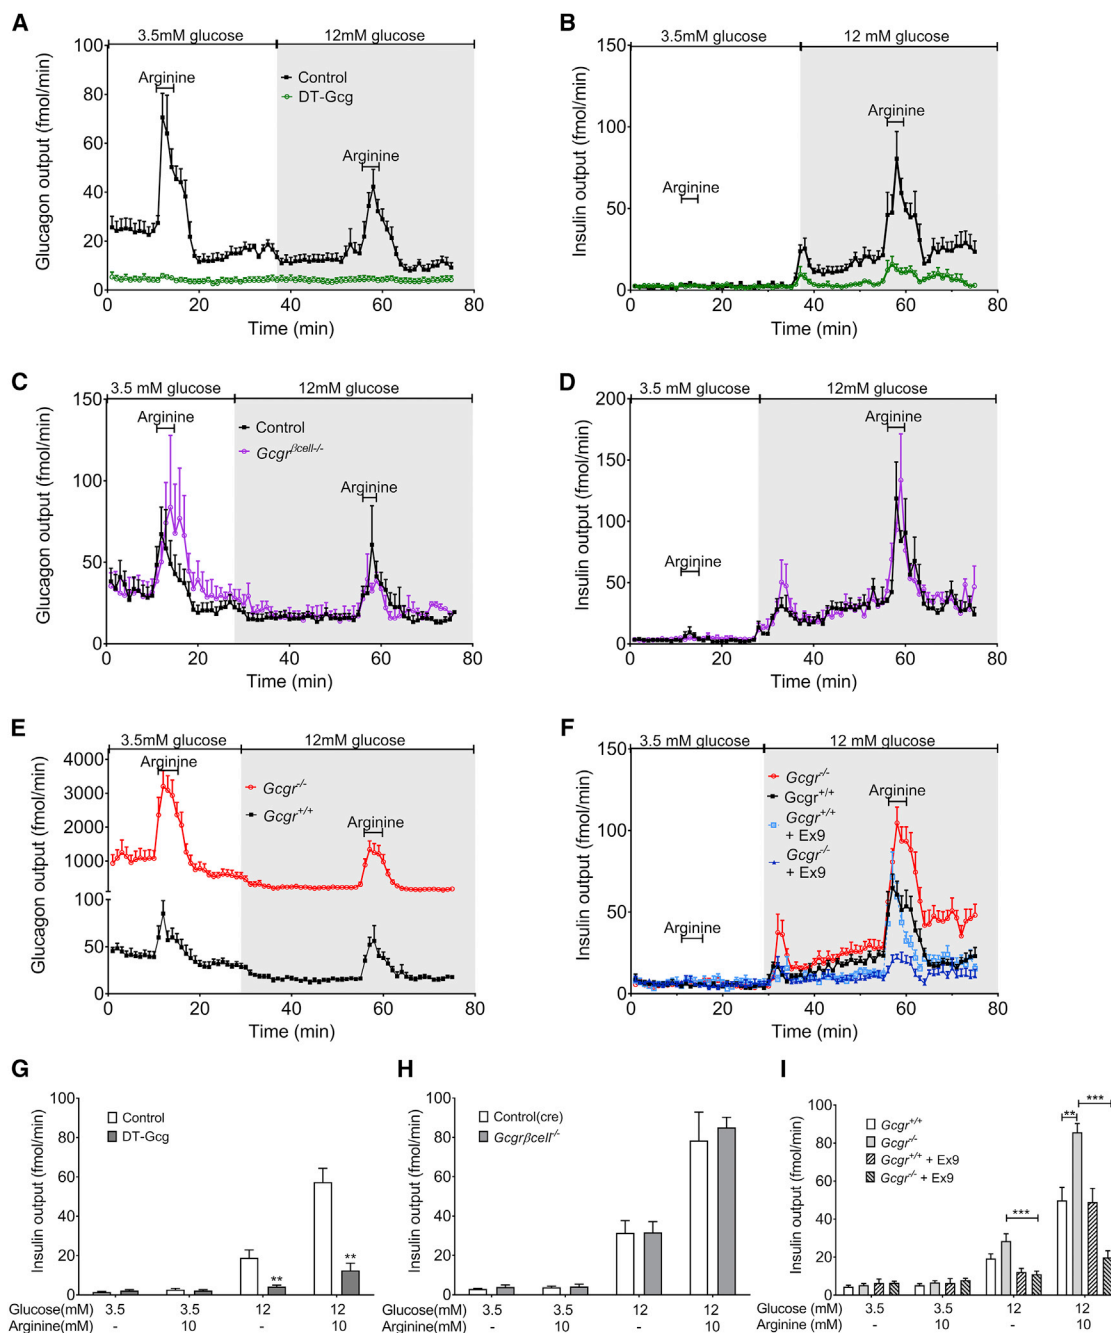 A
3.5mM glucose
12mM glucose
Glucagon output (fmol/min)
100
80
60
40
20
0
Arginine
Control
DT-Gcg
Arginine
0
20
40
60
80
Time (min)
B
3.5mM glucose
12 mM glucose
Insulin output (fmol/min)
150
100
50
0
Arginine
Arginine
0
20
40
60
80
Time (min)
C
3.5 mM glucose
12mM glucose
Glucagon output (fmol/min)
150
100
50
0
Arginine
Control
Gcgrβcell-/-
Arginine
0
20
40
60
80
Time (min)
D
3.5 mM glucose
12mM glucose
Insulin output (fmol/min)
200
150
100
50
0
Arginine
Arginine
0
20
40
60
80
Time (min)
E
3.5mM glucose
12mM glucose
Glucagon output (fmol/min)
4000
3000
2000
1000
100
50
0
Arginine
Gcgr-/-
Gcgr+/+
Arginine
0
20
40
60
80
Time (min)
F
3.5 mM glucose
12 mM glucose
Insulin output (fmol/min)
150
100
50
0
Arginine
Gcgr-/-
Gcgr+/+
Gcgr+/+
+ Ex9
Gcgr-/-
+ Ex9
Arginine
0
20
40
60
80
Time (min)
G
Insulin output (fmol/min)
100
80
60
40
20
0
Control
DT-Gcg
**
**
Glucose(mM) 3.5 3.5 12 12
Arginine(mM) - 10 - 10
H
Insulin output (fmol/min)
100
80
60
40
20
0
Control(cre)
Gcgrβcell-/-
Glucose(mM) 3.5 3.5 12 12
Arginine(mM) - 10 - 10
I
Insulin output (fmol/min)
100
80
60
40
20
0
Gcgr+/+
Gcgr-/-
Gcgr+/+ + Ex9
Gcgr-/- + Ex9
***
**
***
Glucose (mM) 3.5 3.5 12 12
Arginine (mM) - 10 - 10